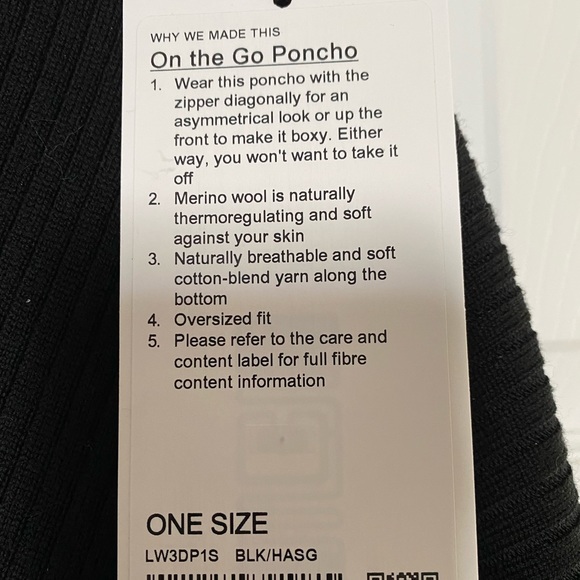 WHY WE MADE THIS
On the Go Poncho
1. Wear this poncho with the
zipper diagonally for an
asymmetrical look or up the
front to make it boxy. Either
way, you won't want to take it
off
2. Merino wool is naturally
thermoregulating and soft
against your skin
3. Naturally breathable and soft
cotton-blend yarn along the
bottom
4. Oversized fit
5. Please refer to the care and
content label for full fibre
content information
ONE SIZE
LW3DP1S BLK/HASG